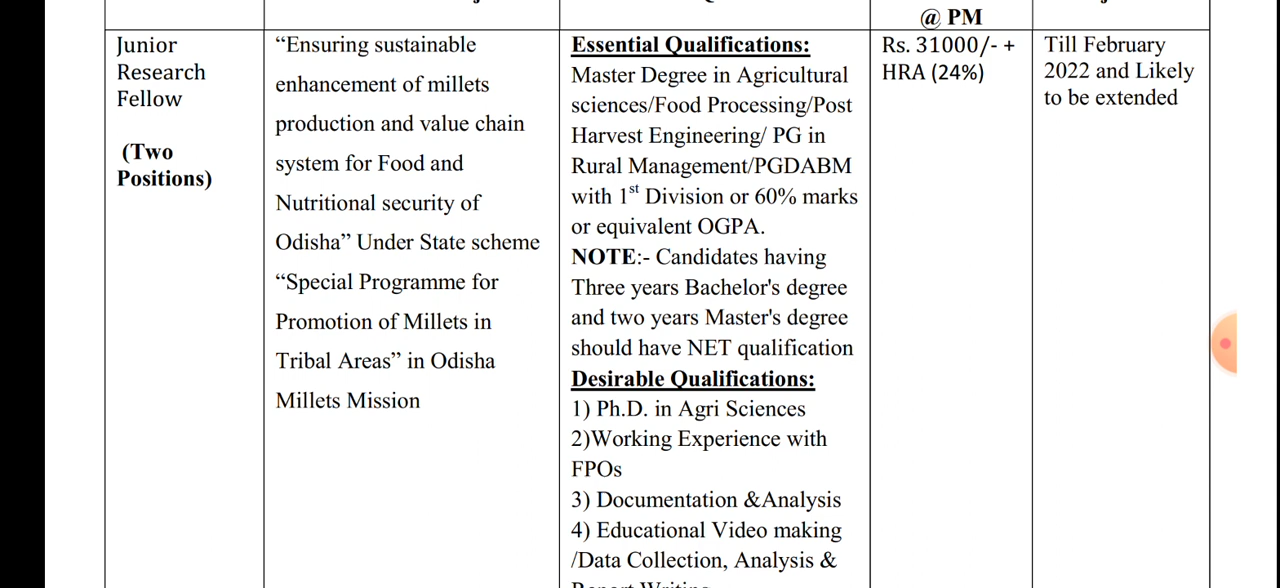 @ PM
Junior
Research
Fellow
(Two
Positions)
“Ensuring sustainable
enhancement of millets
production and value chain
system for Food and
Nutritional security of
Odisha” Under State scheme
“Special Programme for
Promotion of Millets in
Tribal Areas” in Odisha
Millets Mission
Essential Qualifications:
Master Degree in Agricultural
sciences/Food Processing/Post
Harvest Engineering/ PG in
Rural Management/PGDABM
with 1st Division or 60% marks
or equivalent OGPA.
NOTE:- Candidates having
Three years Bachelor's degree
and two years Master's degree
should have NET qualification
Desirable Qualifications:
1) Ph.D. in Agri Sciences
2)Working Experience with
FPOs
3) Documentation &Analysis
4) Educational Video making
/Data Collection, Analysis &
Rs. 31000/- +
HRA (24%)
Till February
2022 and Likely
to be extended